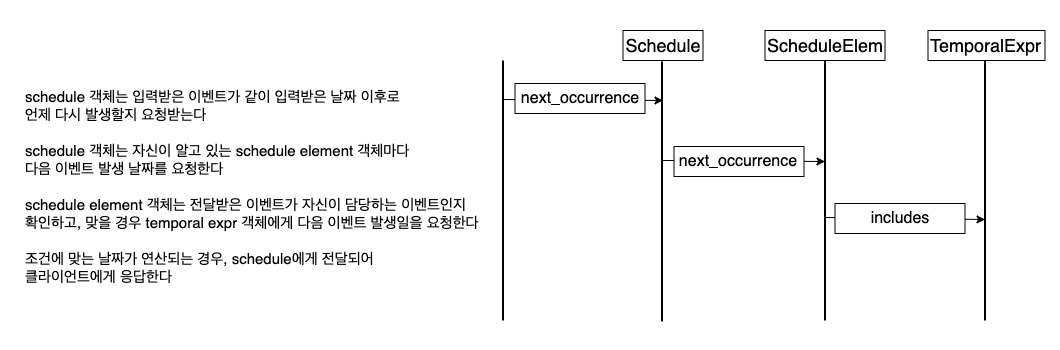 Schedule
ScheduleElem
TemporalExpr
schedule 객체는 입력받은 이벤트가 같이 입력받은 날짜 이후로
언제 다시 발생할지 요청받는다
next_occurrence
schedule 객체는 자신이 알고 있는 schedule element 객체마다
다음 이벤트 발생 날짜를 요청한다
next_occurrence
schedule element 객체는 전달받은 이벤트가 자신이 담당하는 이벤트인지
확인하고, 맞을 경우 temporal expr 객체에게 다음 이벤트 발생일을 요청한다
includes
조건에 맞는 날짜가 연산되는 경우, schedule에게 전달되어
클라이언트에게 응답한다